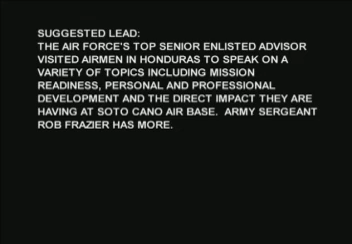 SUGGESTED LEAD:
THE AIR FORCE'S TOP SENIOR ENLISTED ADVISOR
VISITED AIRMEN IN HONDURAS TO SPEAK ON A
VARIETY OF TOPICS INCLUDING MISSION
READINESS, PERSONAL AND PROFESSIONAL
DEVELOPMENT AND THE DIRECT IMPACT THEY ARE
HAVING AT SOTO CANO AIR BASE.  ARMY SERGEANT
ROB FRAZIER HAS MORE.